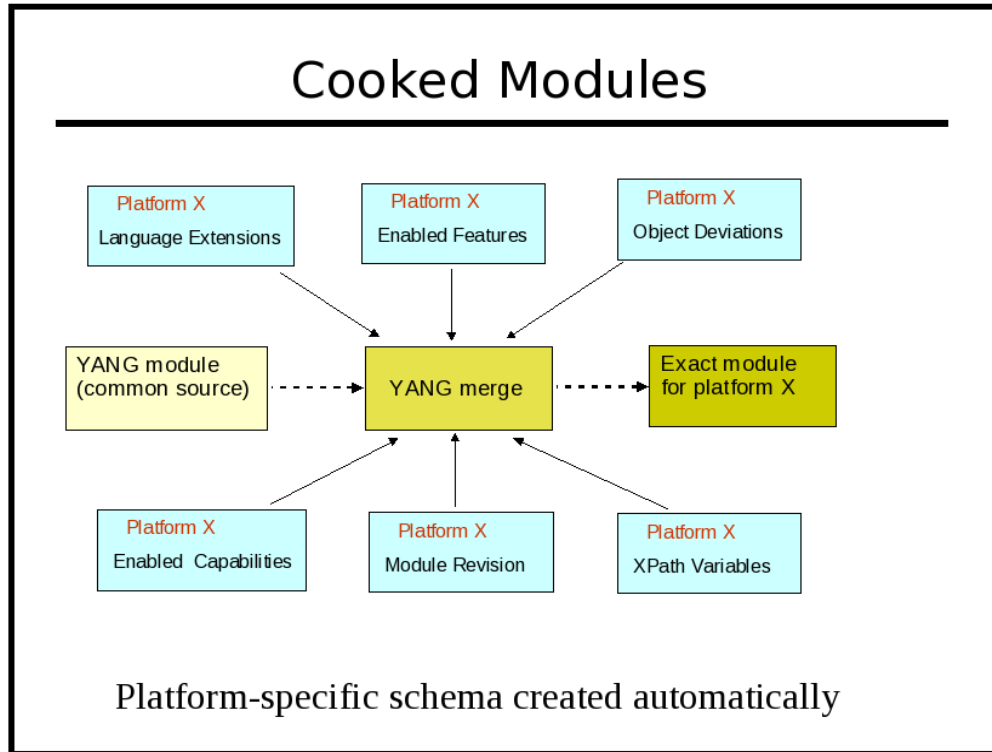 Cooked Modules
Platform X
Language Extensions
Platform X
Enabled Features
Platform X
Object Deviations
YANG module
(common source)
YANG merge
Exact module
for platform X
Platform X
Enabled Capabilities
Platform X
Module Revision
Platform X
XPath Variables
Platform-specific schema created automatically